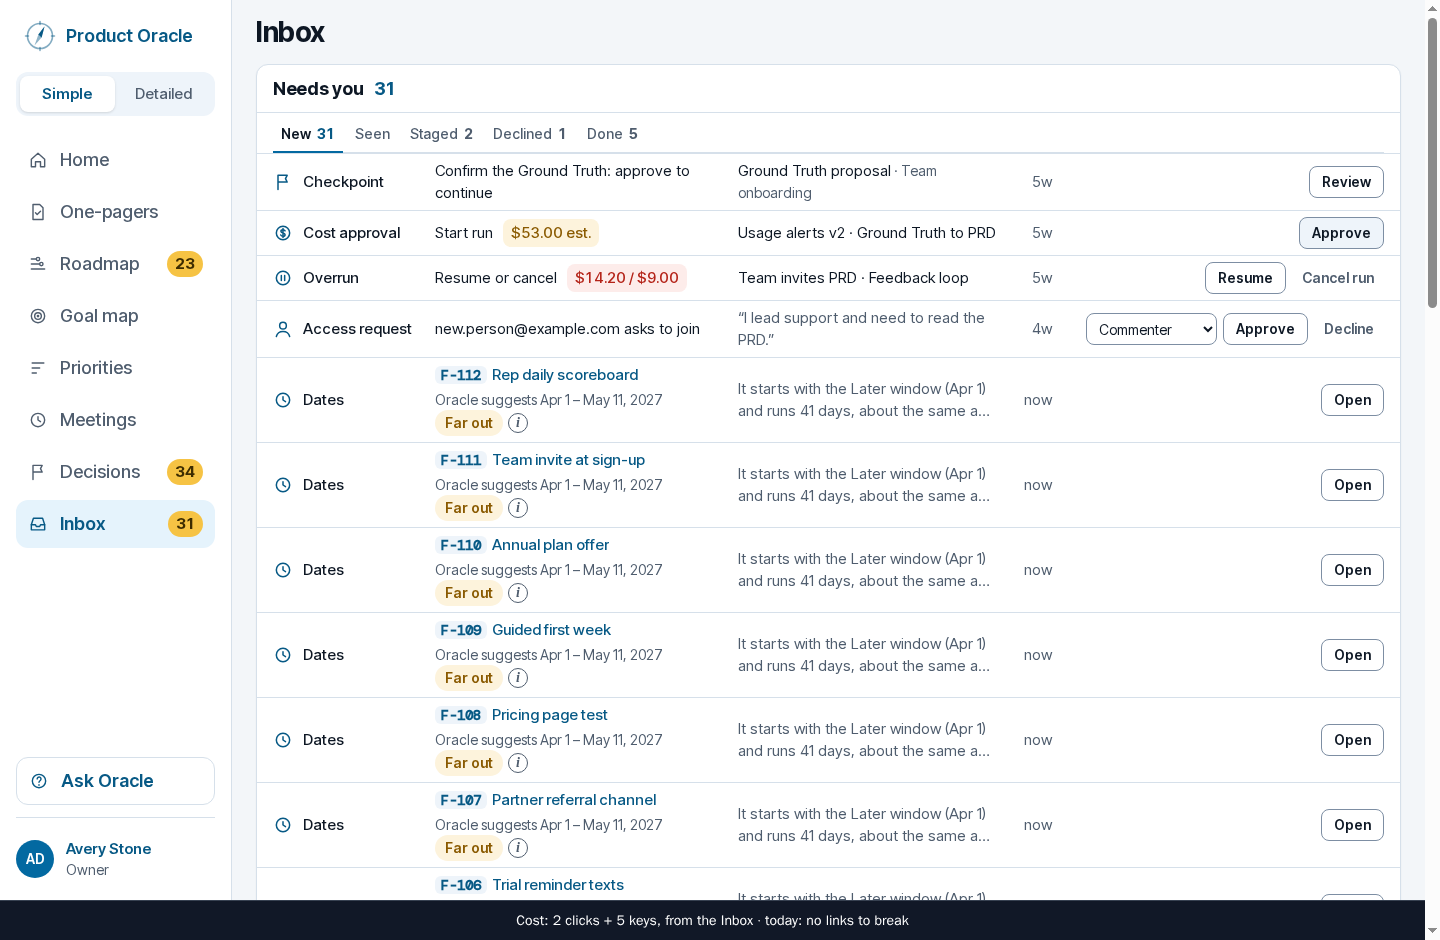 Product Oracle
Simple Detailed
Home
One-pagers
Roadmap 23
Goal map
Priorities
Meetings
Decisions 34
Inbox 31
Ask Oracle
AD Avery Stone
Owner
Inbox
Needs you 31
New 31 Seen Staged 2 Declined 1 Done 5
Checkpoint
Confirm the Ground Truth: approve to
continue
Ground Truth proposal · Team
onboarding
5w
Review
Cost approval
Start run $53.00 est.
Usage alerts v2 · Ground Truth to PRD
5w
Approve
Overrun
Resume or cancel $14.20 / $9.00
Team invites PRD · Feedback loop
5w
Resume Cancel run
Access request
new.person@example.com asks to join
“I lead support and need to read the
PRD.”
4w
Commenter Approve Decline
Dates
F-112 Rep daily scoreboard
Oracle suggests Apr 1 – May 11, 2027
Far out i
It starts with the Later window (Apr 1)
and runs 41 days, about the same a...
now
Open
Dates
F-111 Team invite at sign-up
Oracle suggests Apr 1 – May 11, 2027
Far out i
It starts with the Later window (Apr 1)
and runs 41 days, about the same a...
now
Open
Dates
F-110 Annual plan offer
Oracle suggests Apr 1 – May 11, 2027
Far out i
It starts with the Later window (Apr 1)
and runs 41 days, about the same a...
now
Open
Dates
F-109 Guided first week
Oracle suggests Apr 1 – May 11, 2027
Far out i
It starts with the Later window (Apr 1)
and runs 41 days, about the same a...
now
Open
Dates
F-108 Pricing page test
Oracle suggests Apr 1 – May 11, 2027
Far out i
It starts with the Later window (Apr 1)
and runs 41 days, about the same a...
now
Open
Dates
F-107 Partner referral channel
Oracle suggests Apr 1 – May 11, 2027
Far out i
It starts with the Later window (Apr 1)
and runs 41 days, about the same a...
now
Open
F-106 Trial reminder texts
It starts with the Later window (Apr 1)
Cost: 2 clicks + 5 keys, from the Inbox · today: no links to break